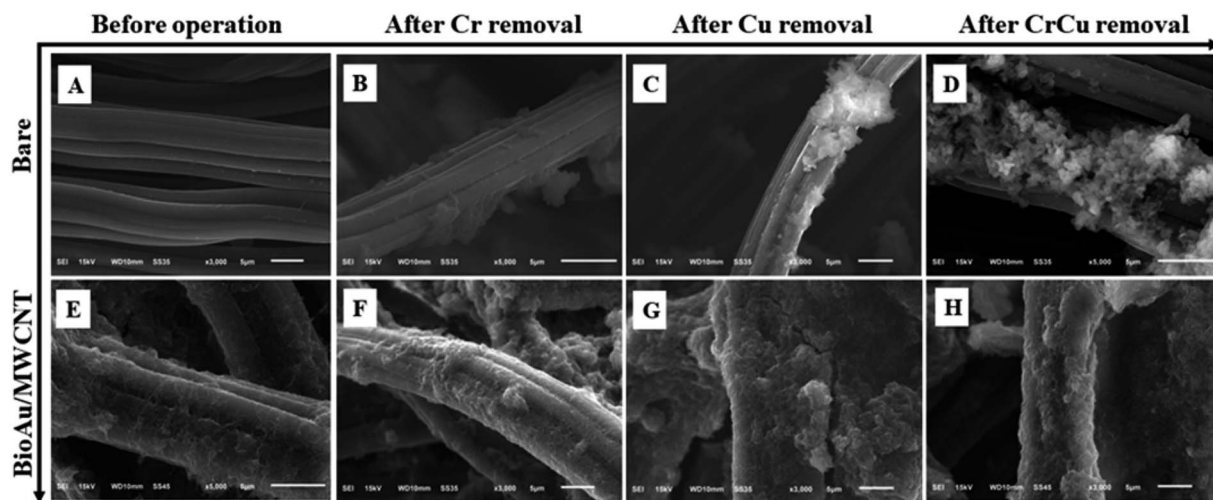 Before operation After Cr removal After Cu removal After CrCu removal
Bare
A B C D
SEI 15kV WD10mm SS35 x3,000 5µm SEI 15kV WD10mm SS35 x5,000 5µm SEI 15kV WD10mm SS35 x3,000 5µm SEI 15kV WD10mm SS35 x5,000 5µm
BioAu/MWCNT
E F G H
SEI 15kV WD10mm SS45 x5,000 5µm SEI 15kV WD10mm SS35 x3,000 5µm SEI 15kV WD10mm SS35 x3,000 5µm SEI 15kV WD10mm SS45 x3,000 5µm